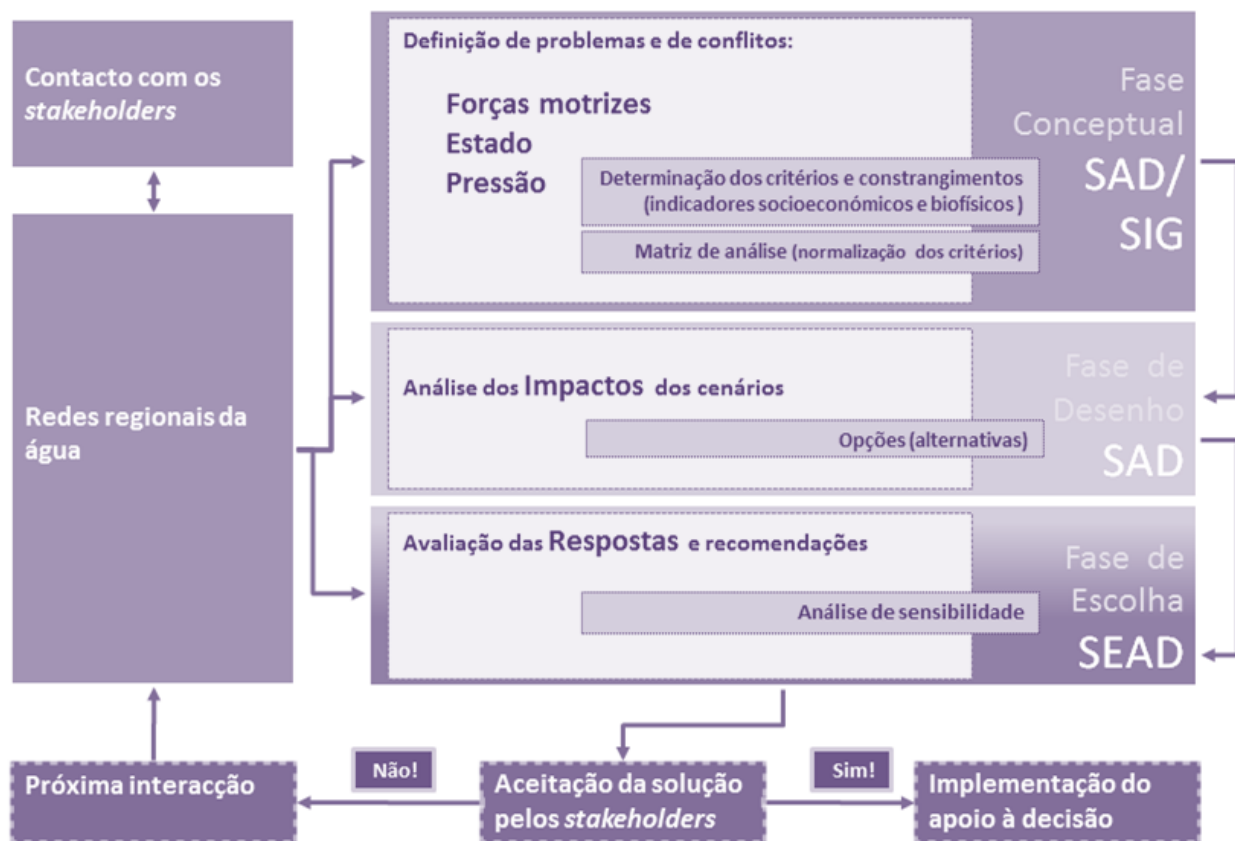 Contacto com os
stakeholders
Redes regionais da
água
Definição de problemas e de conflitos:
Forças motrizes
Estado
Pressão
Determinação dos critérios e constrangimentos
(indicadores socioeconómicos e biofísicos )
Matriz de análise (normalização dos critérios)
Fase
Conceptual
SAD/
SIG
Análise dos Impactos dos cenários
Opções (alternativas)
Fase de
Desenho
SAD
Avaliação das Respostas e recomendações
Análise de sensibilidade
Fase de
Escolha
SEAD
Próxima interacção
Não!
Aceitação da solução
pelos stakeholders
Sim!
Implementação do
apoio à decisão